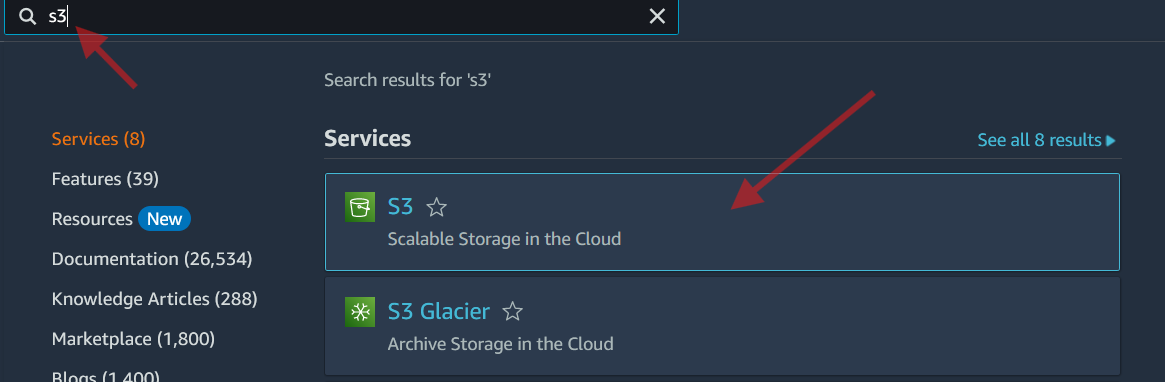 s3
Search results for 's3'
Services (8)
Features (39)
Resources New
Documentation (26,534)
Knowledge Articles (288)
Marketplace (1,800)
Blogs (1,400)
Services
See all 8 results
S3
Scalable Storage in the Cloud
S3 Glacier
Archive Storage in the Cloud